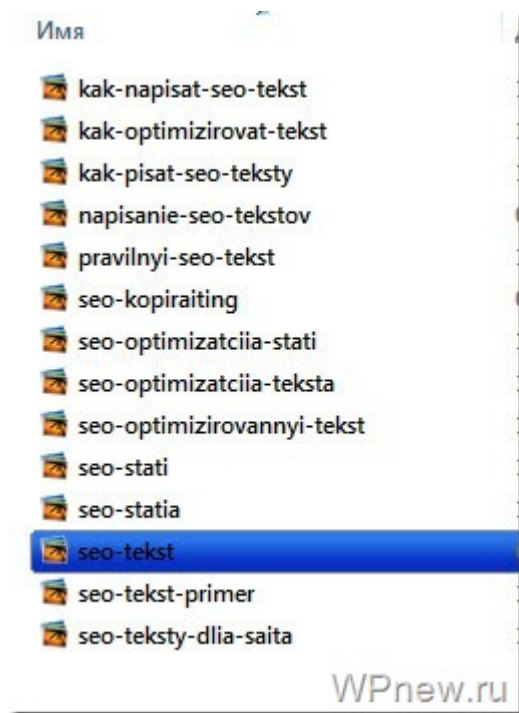 Имя
kak-napisat-seo-tekst
kak-optimizirovat-tekst
kak-pisat-seo-teksty
napisanie-seo-tekstov
pravilnyi-seo-tekst
seo-kopiraiting
seo-optimizatciia-stati
seo-optimizatciia-teksta
seo-optimizirovannyi-tekst
seo-stati
seo-statia
seo-tekst
seo-tekst-primer
seo-teksty-dlia-saita
WPnew.ru